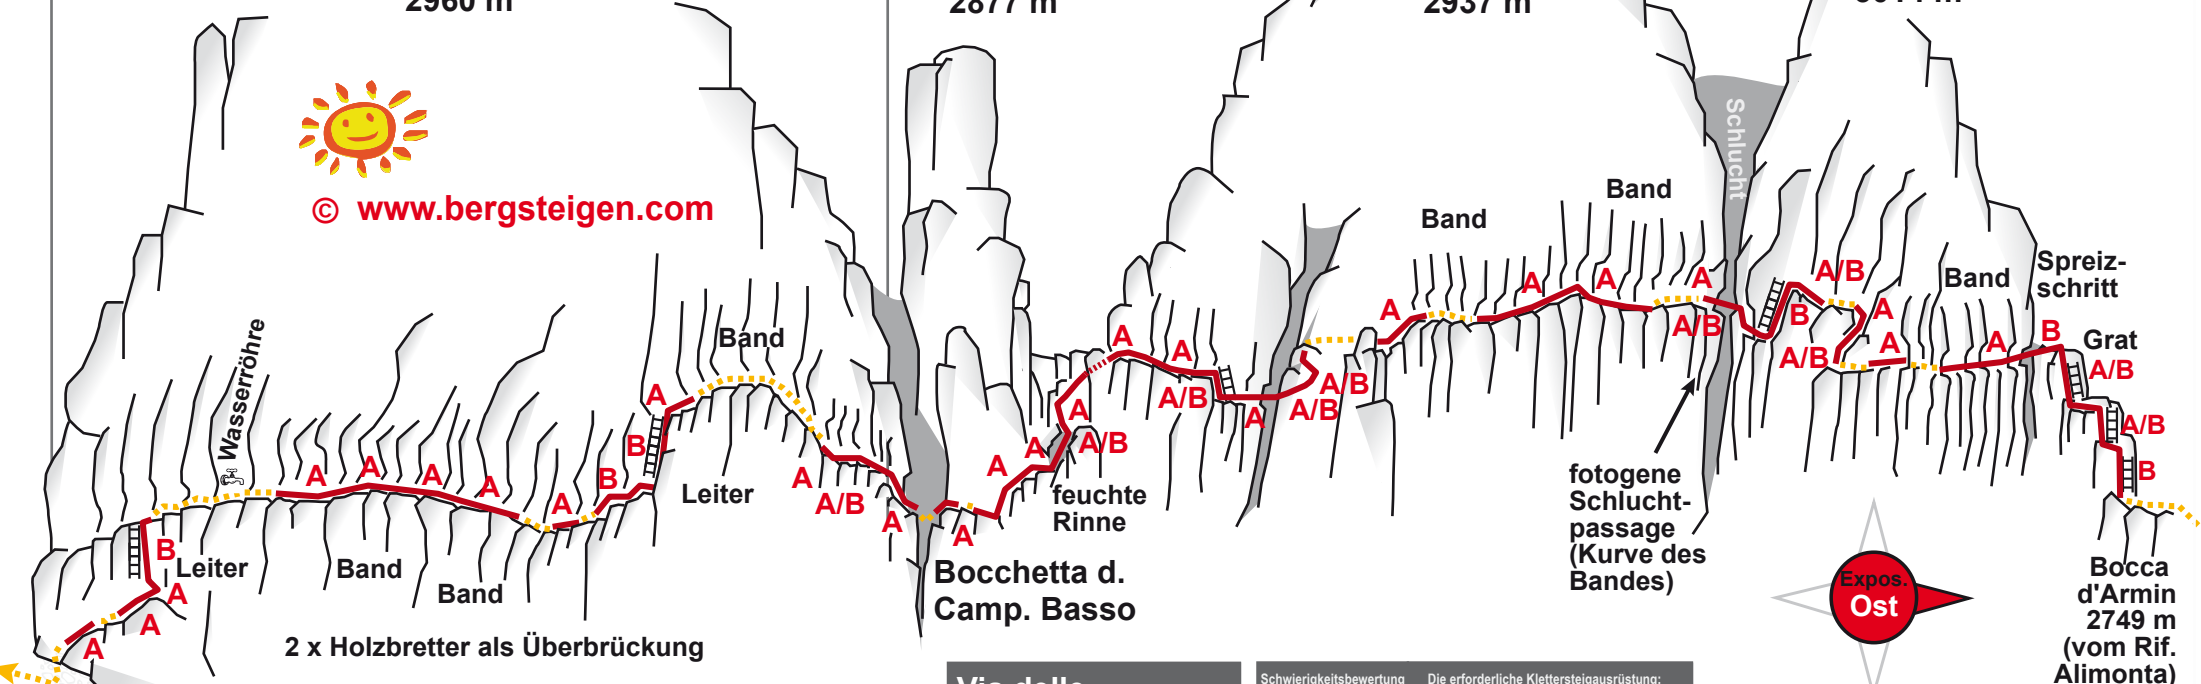 2960 m
2877 m
2937 m
© www.bergsteigen.com
Schlucht
Band
Band
Band
Spreiz-
schritt
Grat
Wasserröhre
Band
A
A
A
A
A
B
B
A
Leiter
A
A/B
A
A
A
A
A
A/B
feuchte
Rinne
A
A
A/B
A
A/B
A/B
A
A
A
A
A/B
B
A/B
A
A/B
A
A
B
A/B
A/B
B
B
Leiter
A
A
A
Band
Band
2 x Holzbretter als Überbrückung
Bocchetta d.
Camp. Basso
fotogene
Schlucht-
passage
(Kurve des
Bandes)
Expos.
Ost
Bocca
d'Armin
2749 m
(vom Rif.
Alimonta)
Via delle
Schwierigkeitsbewertung
Die erforderliche Klettersteigausrüstung: